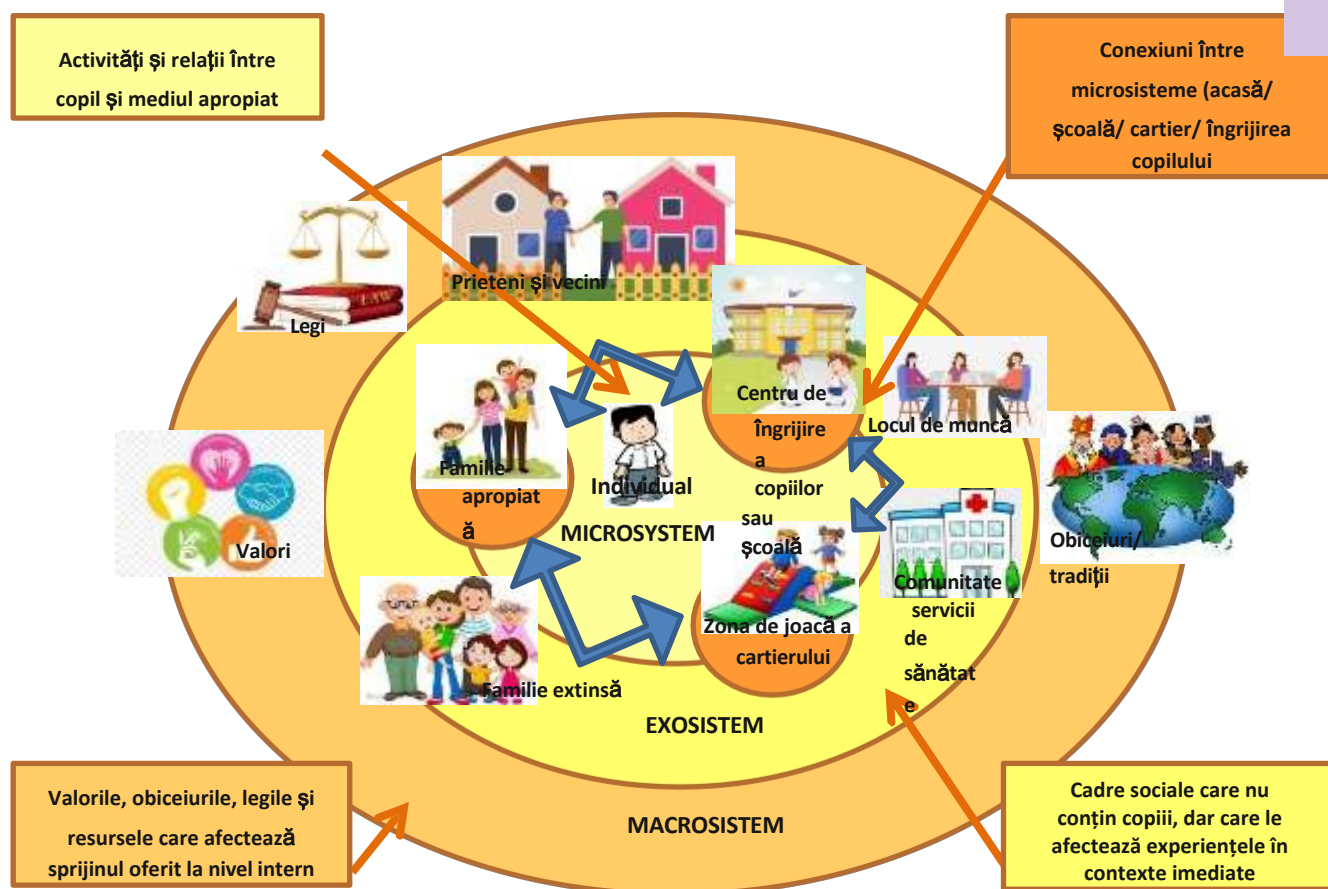 Activități și relații între
copil și mediul apropiat
Conexiuni între
microsisteme (acasă/
școală/ cartier/ îngrijirea
copilului
Prieteni și vecini
LAW
Legi
Centru de
îngrijire
a
copiilor
sau
școală
Locul de muncă
Familie
apropiat
ă
Individual
MICROSYSTEM
Valori
Obiceiuri/
tradiții
Comunitate
servicii
de
sănătat
e
Zona de joacă a
cartierului
Familie extinsă
EXOSISTEM
MACROSISTEM
Valorile, obiceiurile, legile și
resursele care afectează
sprijinul oferit la nivel intern
Cadre sociale care nu
conțin copiii, dar care le
afectează experiențele în
contexte imediate